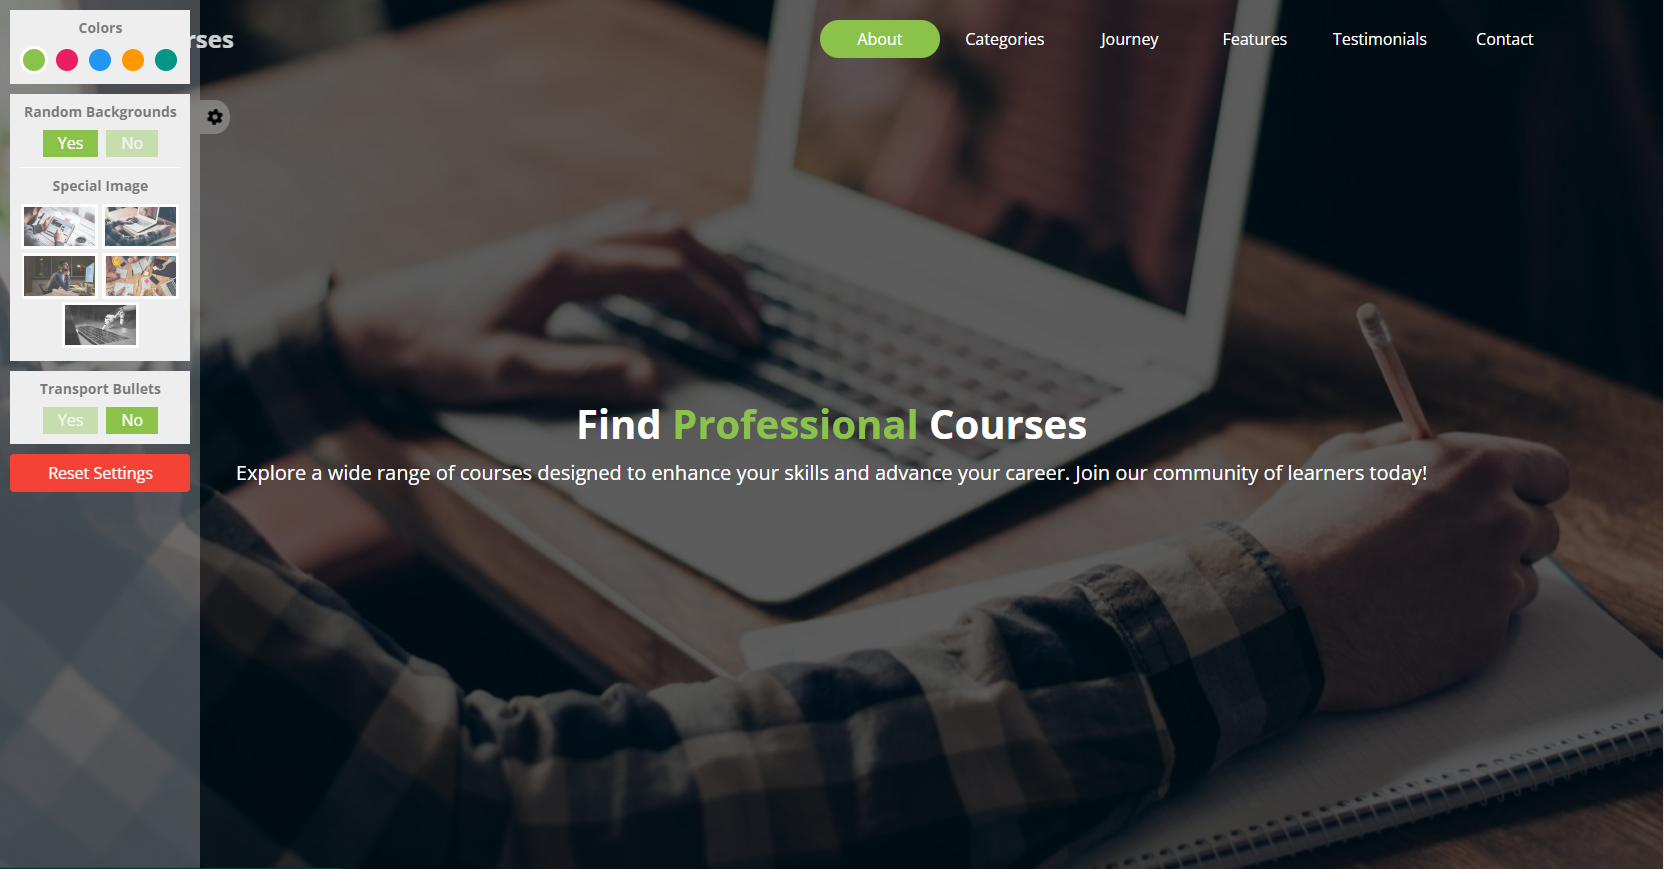 Colors
Random Backgrounds
Yes No
Special Image
Transport Bullets
Yes No
Reset Settings
rses
About Categories Journey Features Testimonials Contact
Find Professional Courses
Explore a wide range of courses designed to enhance your skills and advance your career. Join our community of learners today!